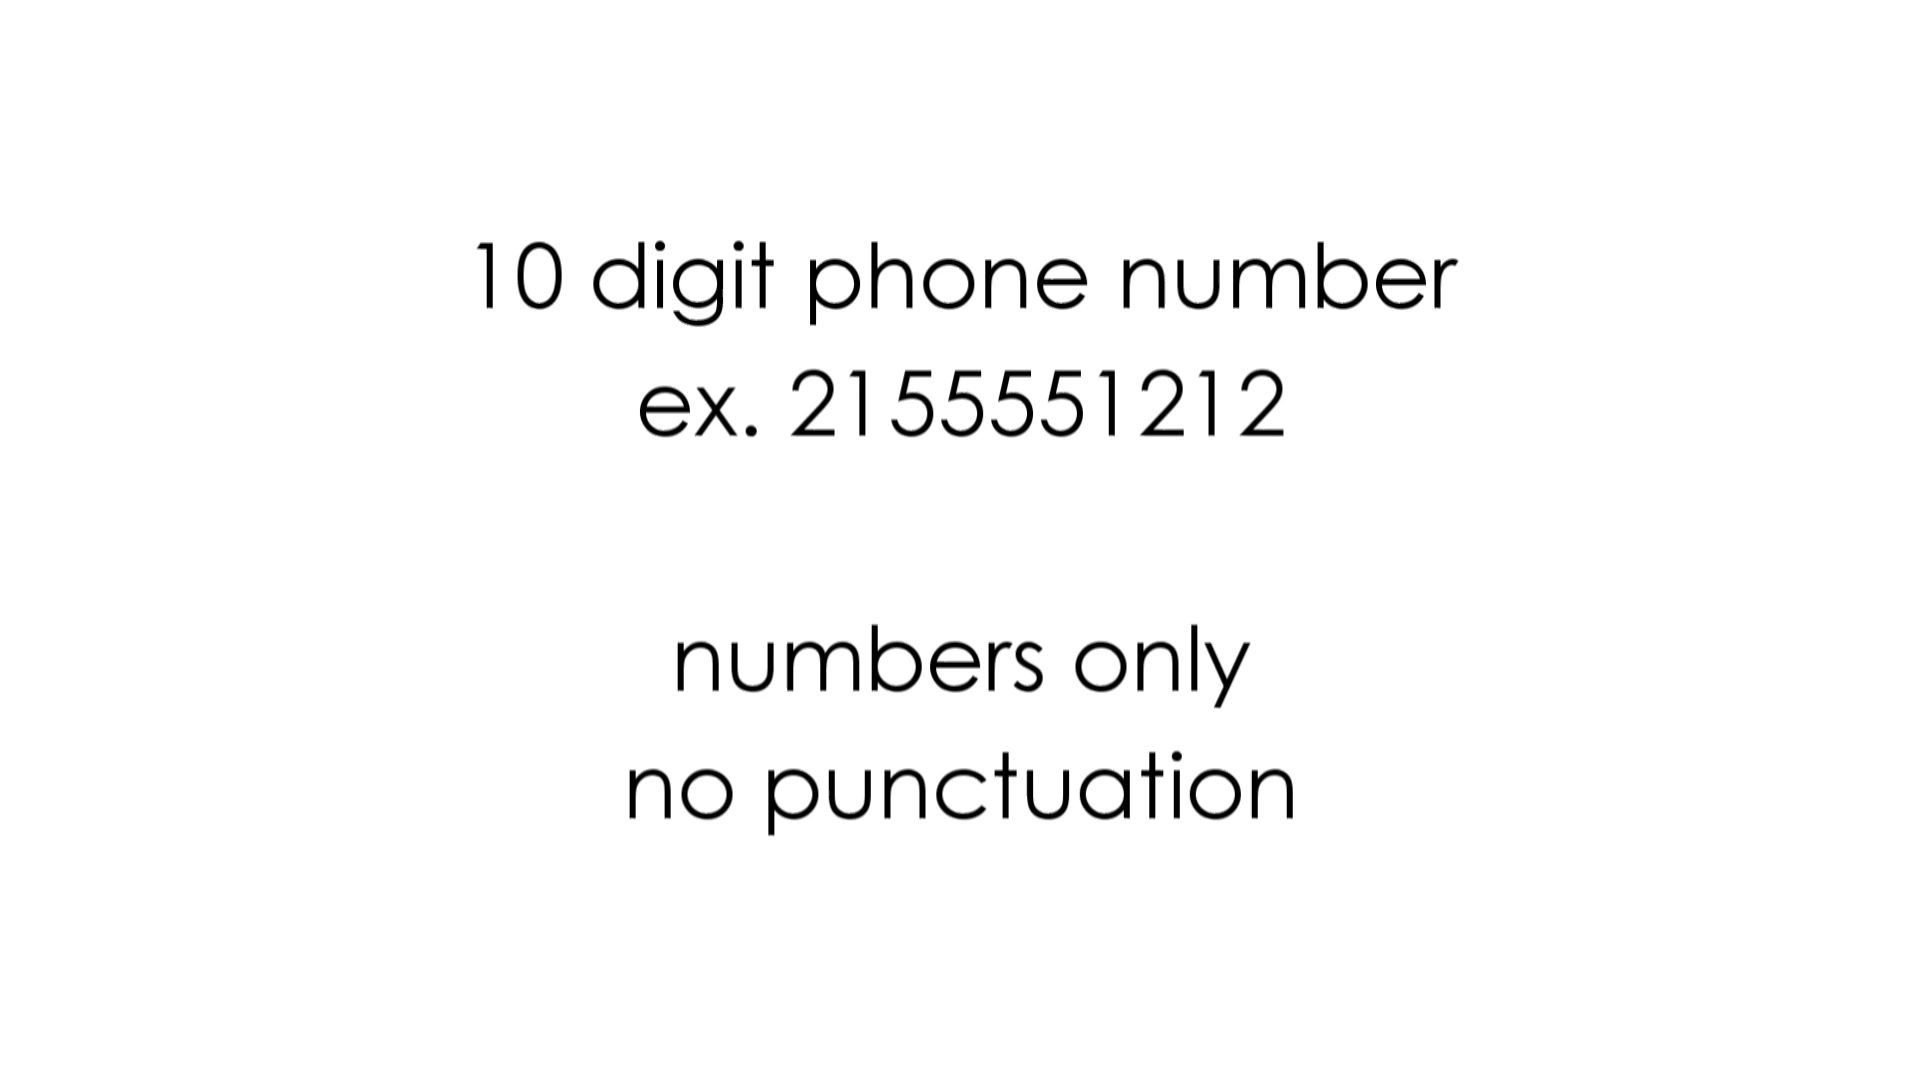 10 digit phone number
ex. 2155551212
numbers only
no punctuation